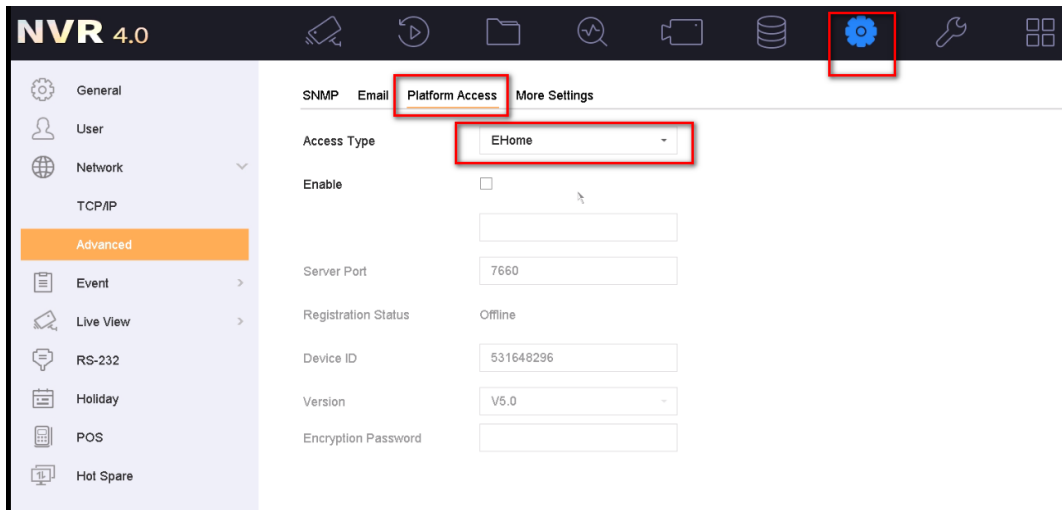 NVR 4.0
General
User
Network
TCP/IP
Advanced
Event
Live View
RS-232
Holiday
POS
Hot Spare
SNMP Email Platform Access More Settings
Access Type EHome
Enable
Server Port 7660
Registration Status Offline
Device ID 531648296
Version V5.0
Encryption Password